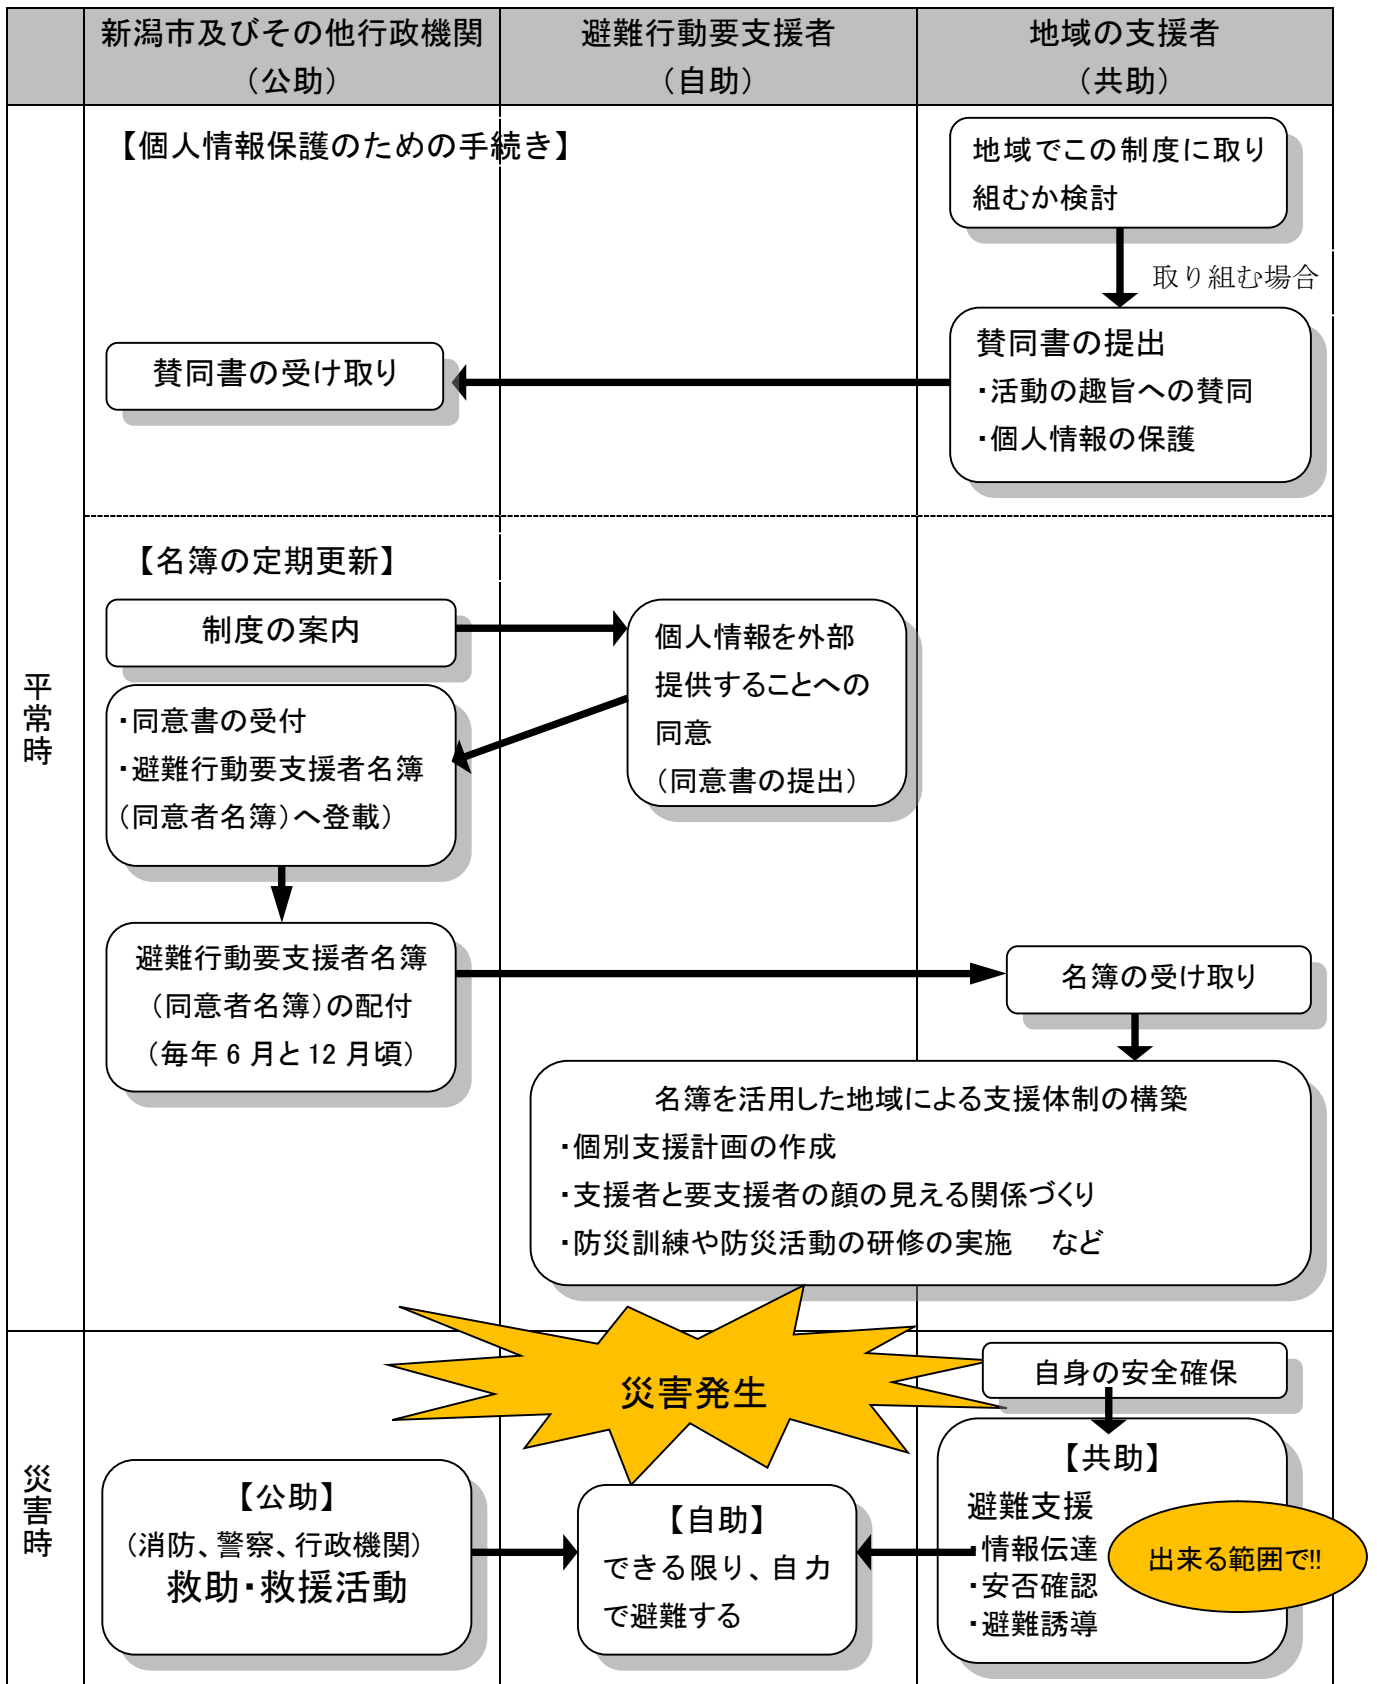 新潟市及びその他行政機関
（公助）
避難行動要支援者
（自助）
地域の支援者
（共助）
平常時
【個人情報保護のための手続き】
地域でこの制度に取り
組むか検討
取り組む場合
賛同書の提出
・活動の趣旨への賛同
・個人情報の保護
賛同書の受け取り
【名簿の定期更新】
制度の案内
個人情報を外部
提供することへの
同意
（同意書の提出）
・同意書の受付
・避難行動要支援者名簿
（同意者名簿）へ登載）
避難行動要支援者名簿
（同意者名簿）の配付
（毎年 6 月と 12 月頃）
名簿の受け取り
名簿を活用した地域による支援体制の構築
・個別支援計画の作成
・支援者と要支援者の顔の見える関係づくり
・防災訓練や防災活動の研修の実施　など
災害時
災害発生
自身の安全確保
【公助】
（消防、警察、行政機関）
救助・救援活動
【自助】
できる限り、自力
で避難する
【共助】
避難支援
・情報伝達
・安否確認
・避難誘導
出来る範囲で!!